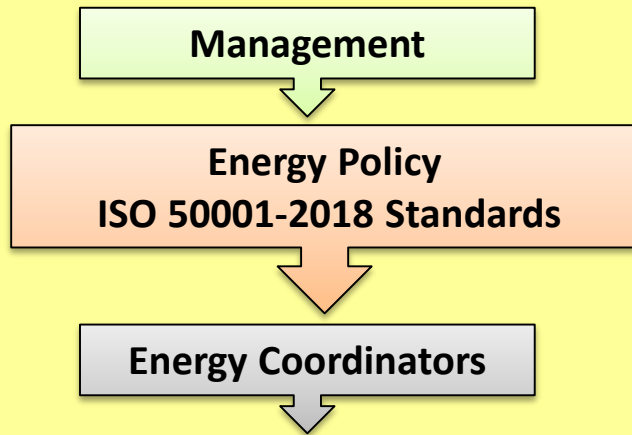 Management
Energy Policy
ISO 50001-2018 Standards
Energy Coordinators